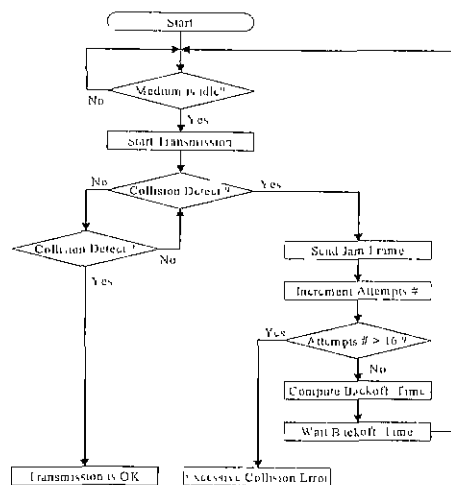 Start
Medium is idle?
No
Yes
Start Transmission
No
Collision Detect ?
Yes
Collision Detect ?
No
Yes
Send Jam Frame
Increment Attempts #
Yes
Attempts # > 16 ?
No
Compute Backoff Time
Wait Backoff Time
Transmission is OK
Excessive Collision Error